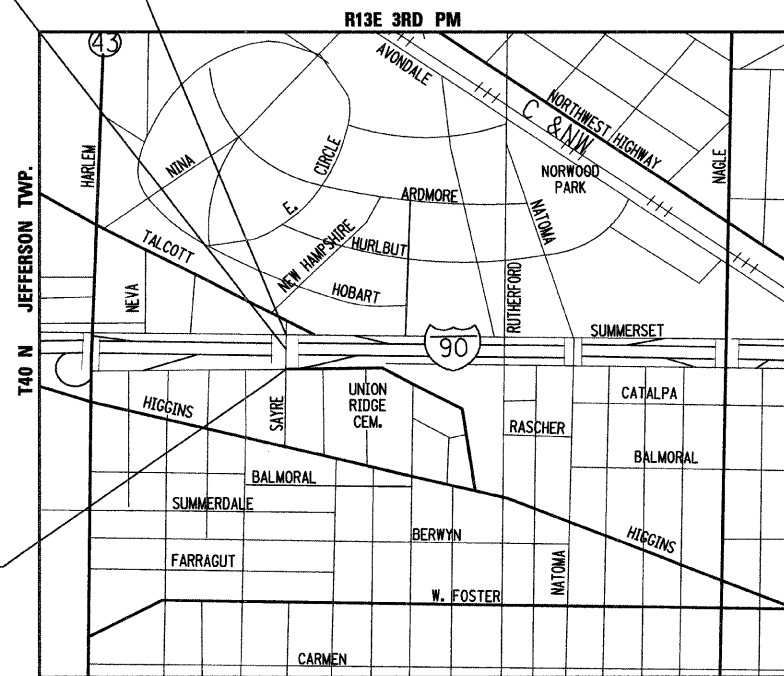 R13E 3RD PM
43
AVONDALE
NORTHWEST HIGHWAY
C & NW
HARLEM
NINA
CIRCLE
E.
NORWOOD
PARK
NAGLE
JEFFERSON TWP.
ARDMORE
NATOMA
TALCOTT
NEW HAMPSHIRE
HURLBUT
HOBART
NEVA
RUTHERFORD
SUMMERSET
90
T40 N
HIGGINS
SAYRE
UNION
RIDGE
CEM.
CATALPA
RASCHER
BALMORAL
BALMORAL
SUMMERDALE
BERWYN
HIGGINS
FARRAGUT
NATOMA
W. FOSTER
CARMEN